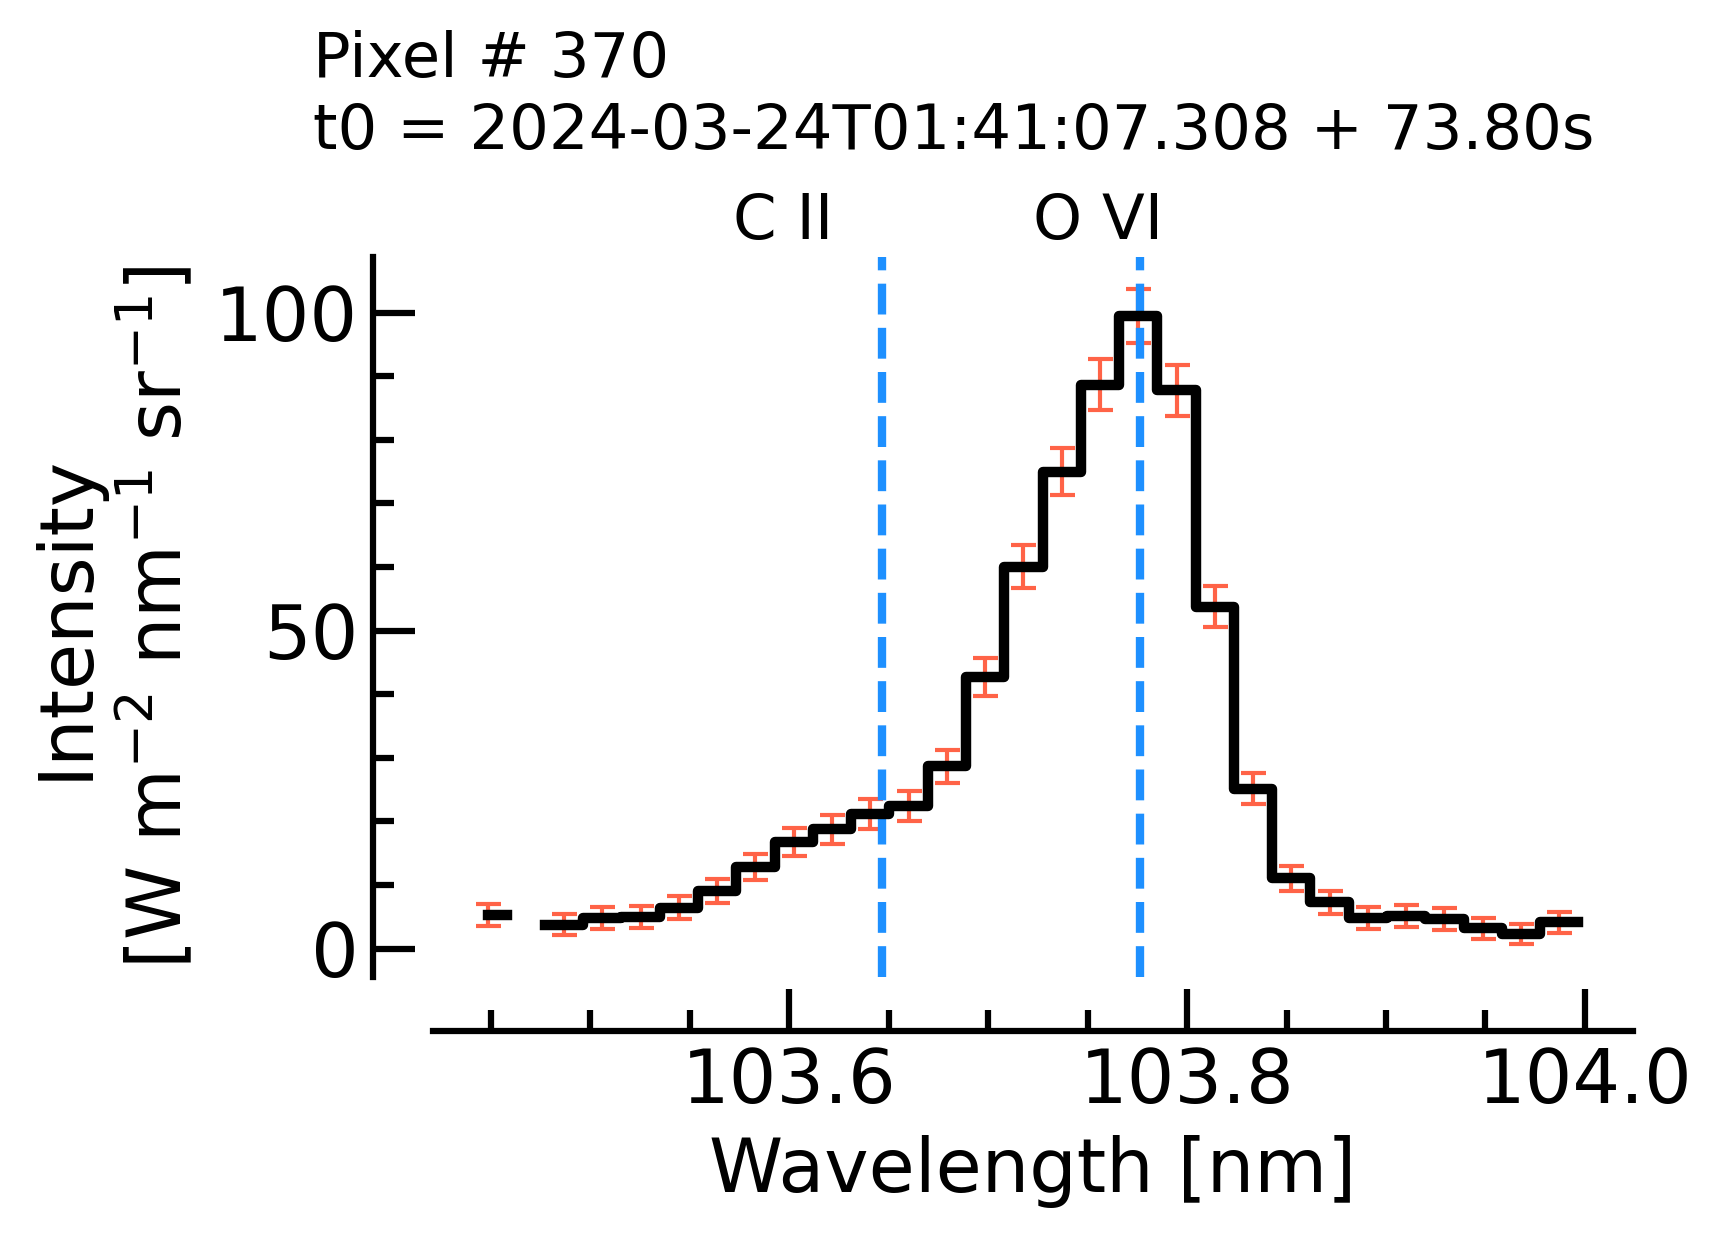 Pixel # 370
t0 = 2024-03-24T01:41:07.308 + 73.80s
C II
O VI
Intensity
[W m⁻² nm⁻¹ sr⁻¹]
100
50
0
103.6
103.8
104.0
Wavelength [nm]